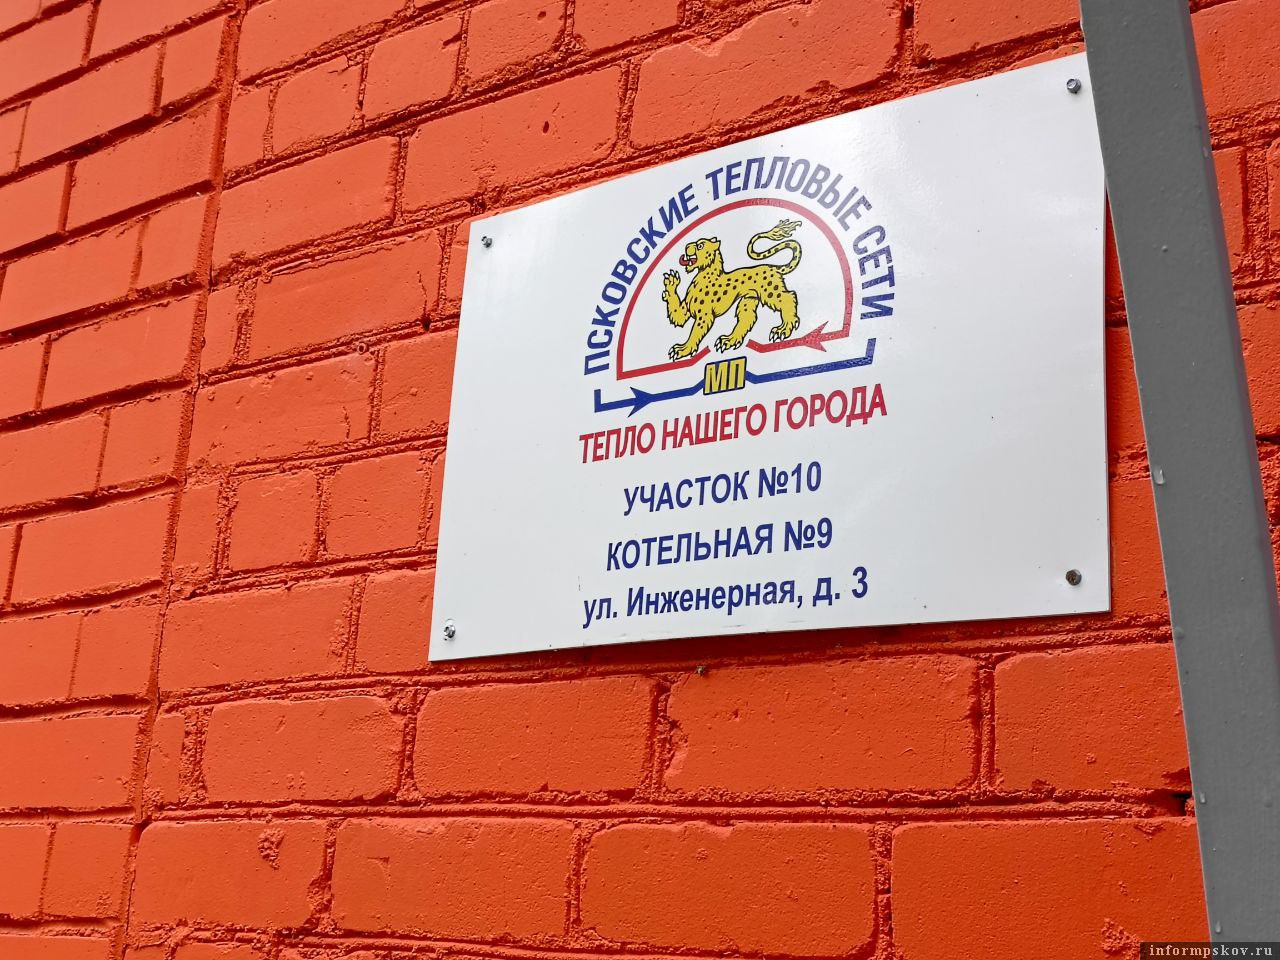 ПСКОВСКИЕ ТЕПЛОВЫЕ СЕТИ
МП
ТЕПЛО НАШЕГО ГОРОДА
УЧАСТОК №10
КОТЕЛЬНАЯ №9
ул. Инженерная, д. 3
informpskov.ru